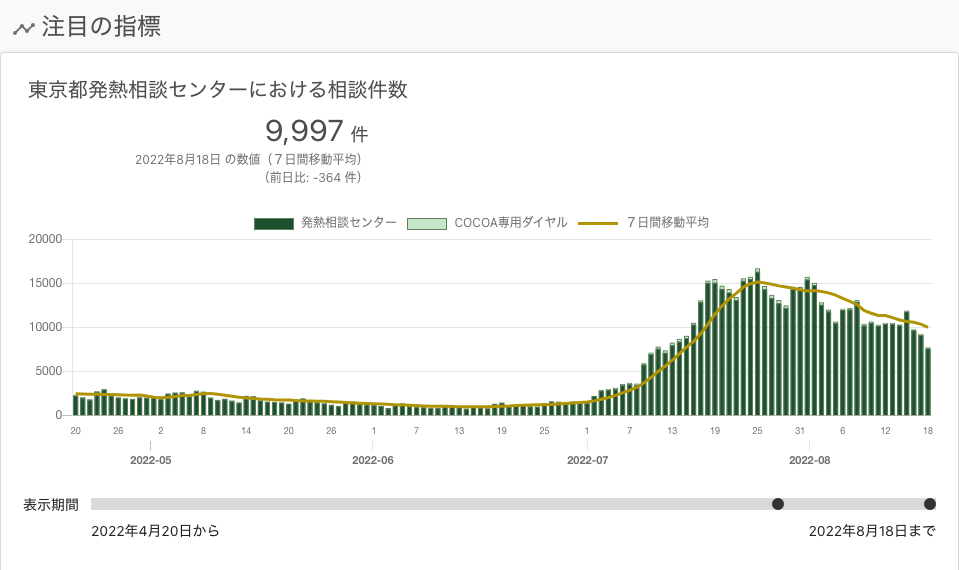 注目の指標
東京都発熱相談センターにおける相談件数
9,997 件
2022年8月18日 の数値（７日間移動平均）
（前日比: -364 件）
発熱相談センター COCOA専用ダイヤル ７日間移動平均
20000
15000
10000
5000
0
20 26 2 8 14 20 26 1 7 13 19 25 1 7 13 19 25 31 6 12 18
2022-05 2022-06 2022-07 2022-08
表示期間
2022年4月20日から 2022年8月18日まで